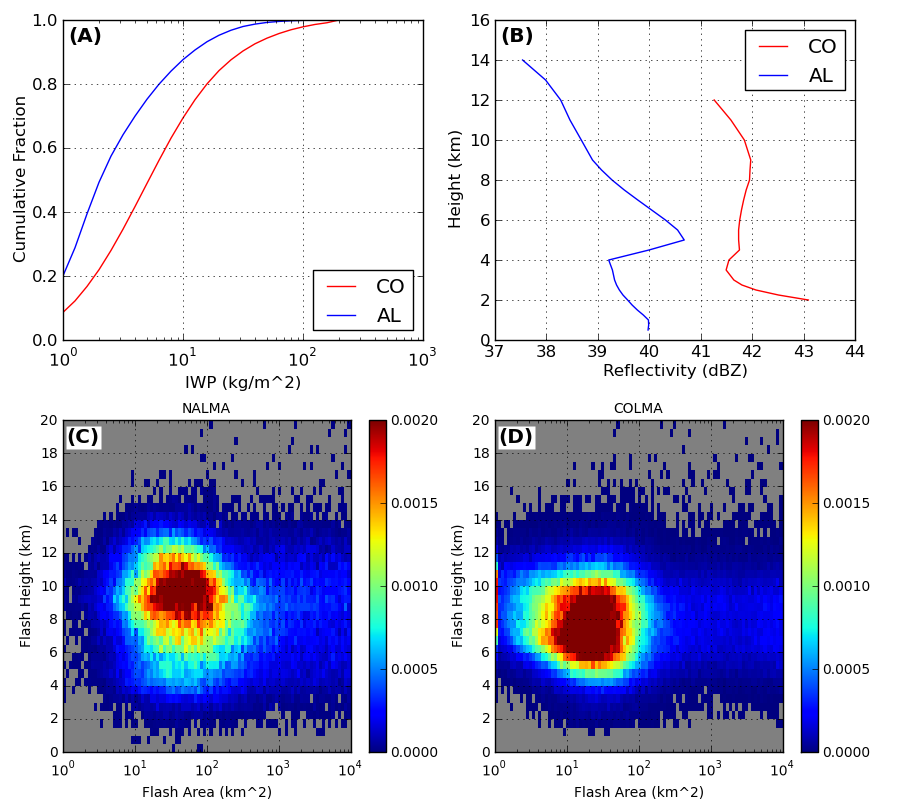 (A)
Cumulative Fraction
1.0
0.8
0.6
0.4
0.2
0.0
10^0 10^1 10^2 10^3
IWP (kg/m^2)
CO
AL
(B)
Height (km)
16
14
12
10
8
6
4
2
0
37 38 39 40 41 42 43 44
Reflectivity (dBZ)
CO
AL
NALMA
(C)
Flash Height (km)
20
18
16
14
12
10
8
6
4
2
0
10^0 10^1 10^2 10^3 10^4
Flash Area (km^2)
0.0020
0.0015
0.0010
0.0005
0.0000
COLMA
(D)
Flash Height (km)
20
18
16
14
12
10
8
6
4
2
0
10^0 10^1 10^2 10^3 10^4
Flash Area (km^2)
0.0020
0.0015
0.0010
0.0005
0.0000